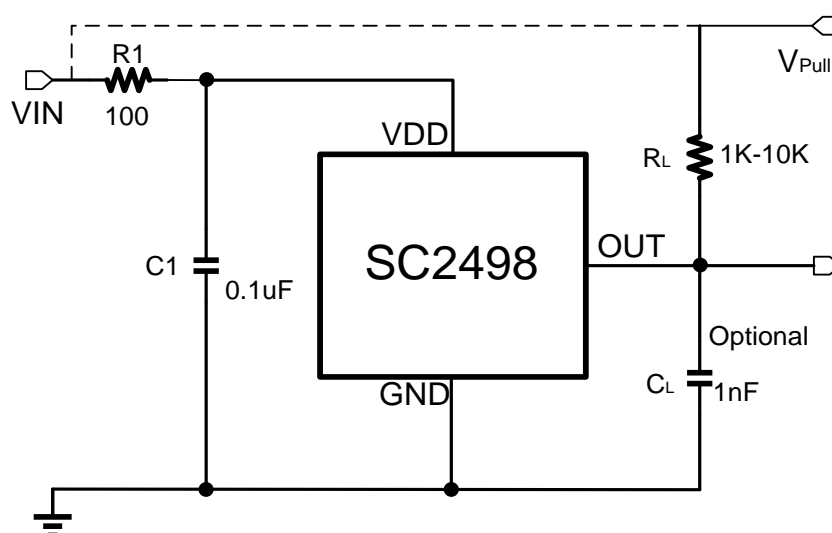 R1
VPull
VIN
100
VDD
RL
1K-10K
OUT
SC2498
C1
0.1uF
Optional
GND
CL
1nF